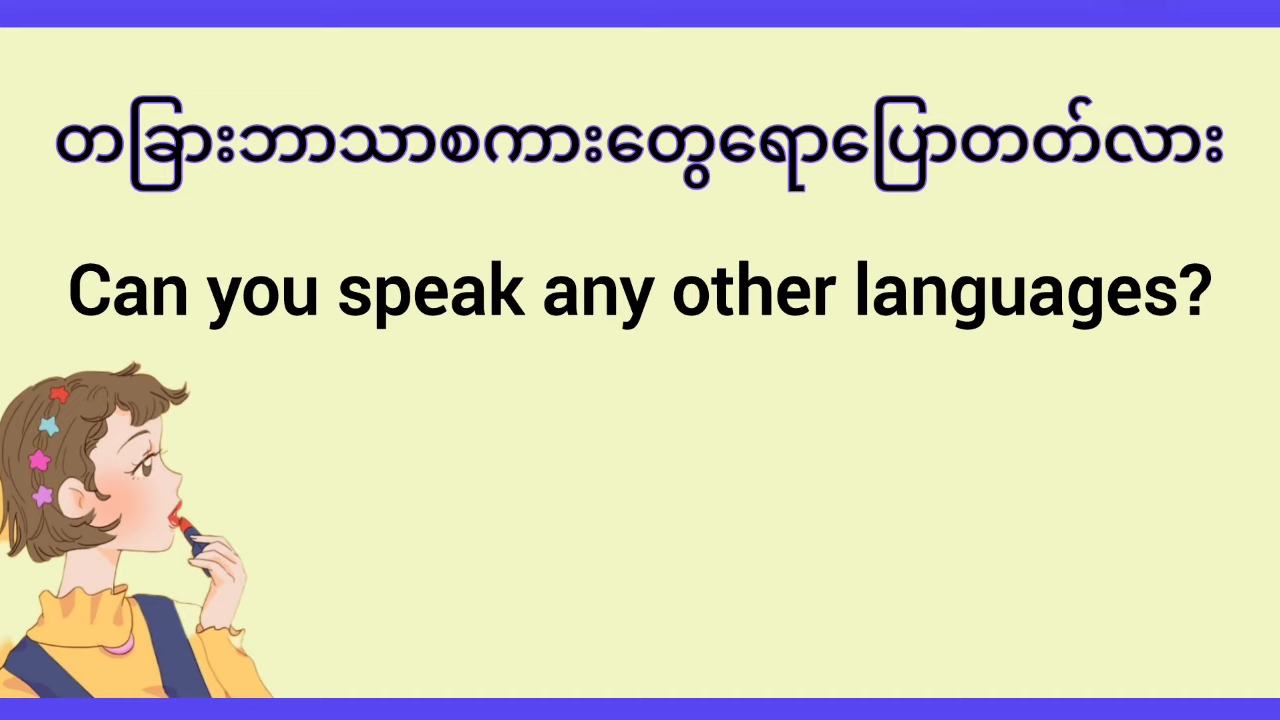 တခြားဘာသာစကားတွေရောပြောတတ်လား
Can you speak any other languages?